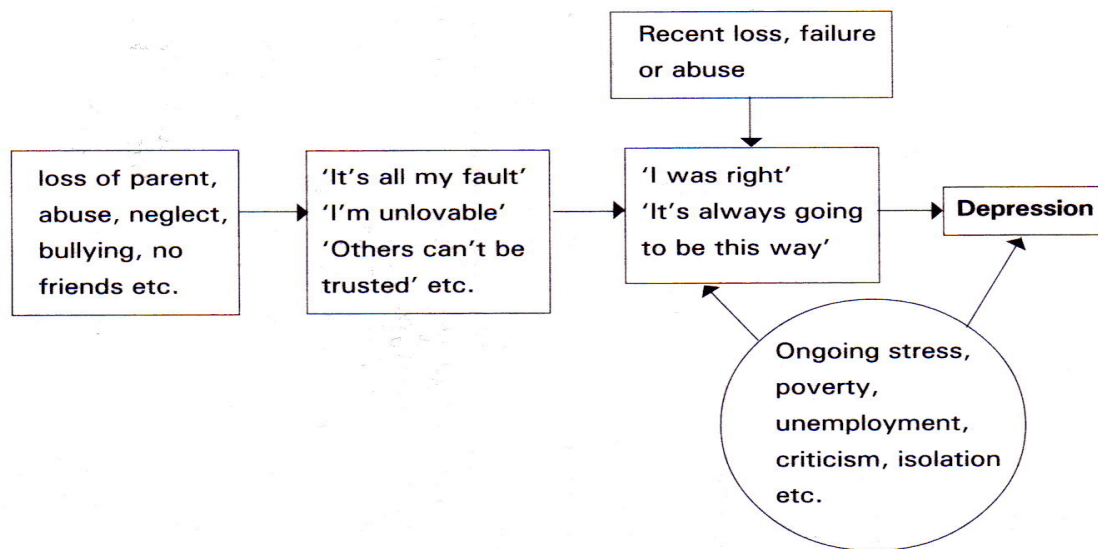 Recent loss, failure
or abuse
loss of parent,
abuse, neglect,
bullying, no
friends etc.
‘It's all my fault’
‘I'm unlovable’
‘Others can't be
trusted’ etc.
‘I was right’
‘It's always going
to be this way’
Depression
Ongoing stress,
poverty,
unemployment,
criticism, isolation
etc.